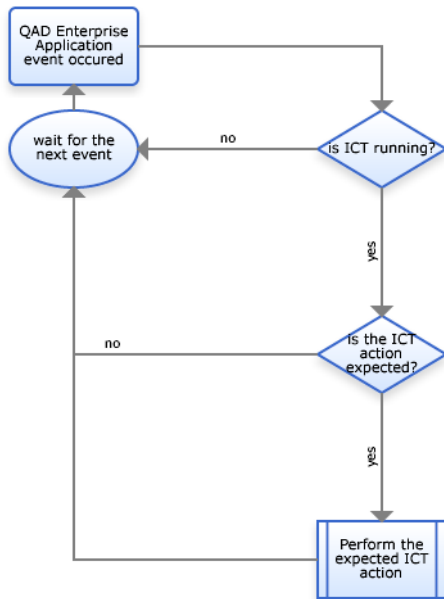 QAD Enterprise
Application
event occured
wait for the
next event
no
is ICT running?
yes
no
is the ICT
action
expected?
yes
Perform the
expected ICT
action